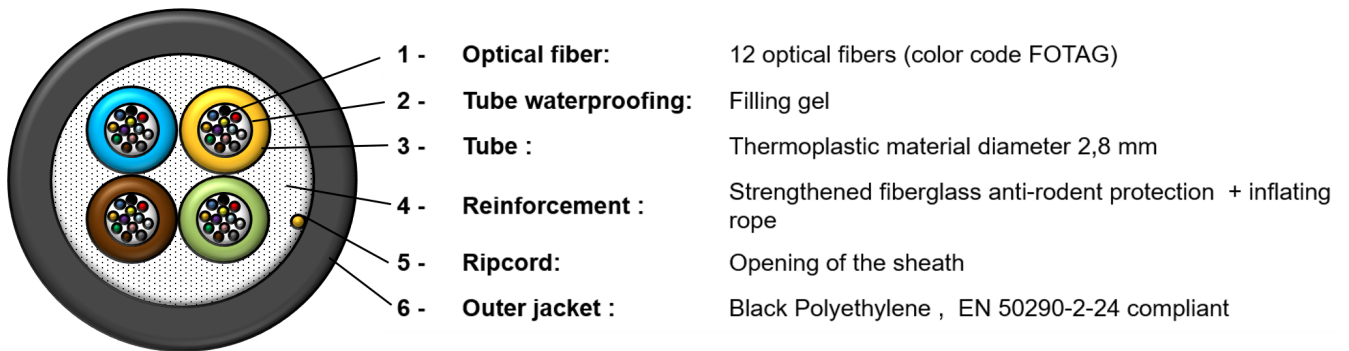 1 - Optical fiber: 12 optical fibers (color code FOTAG)
2 - Tube waterproofing: Filling gel
3 - Tube : Thermoplastic material diameter 2,8 mm
4 - Reinforcement : Strengthened fiberglass anti-rodent protection + inflating
rope
5 - Ripcord: Opening of the sheath
6 - Outer jacket : Black Polyethylene , EN 50290-2-24 compliant